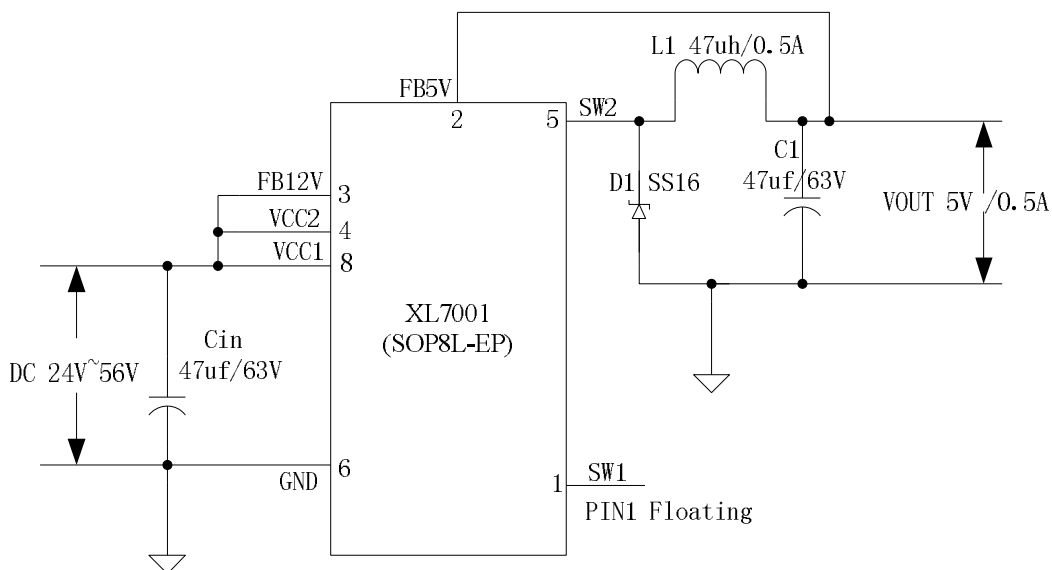 L1 47uh/0.5A
FB5V
2
5
SW2
FB12V
3
VCC2
4
VCC1
8
D1 SS16
C1
47uf/63V
VOUT 5V /0.5A
XL7001
(SOP8L-EP)
Cin
47uf/63V
DC 24V~56V
GND
6
1
SW1
PIN1 Floating